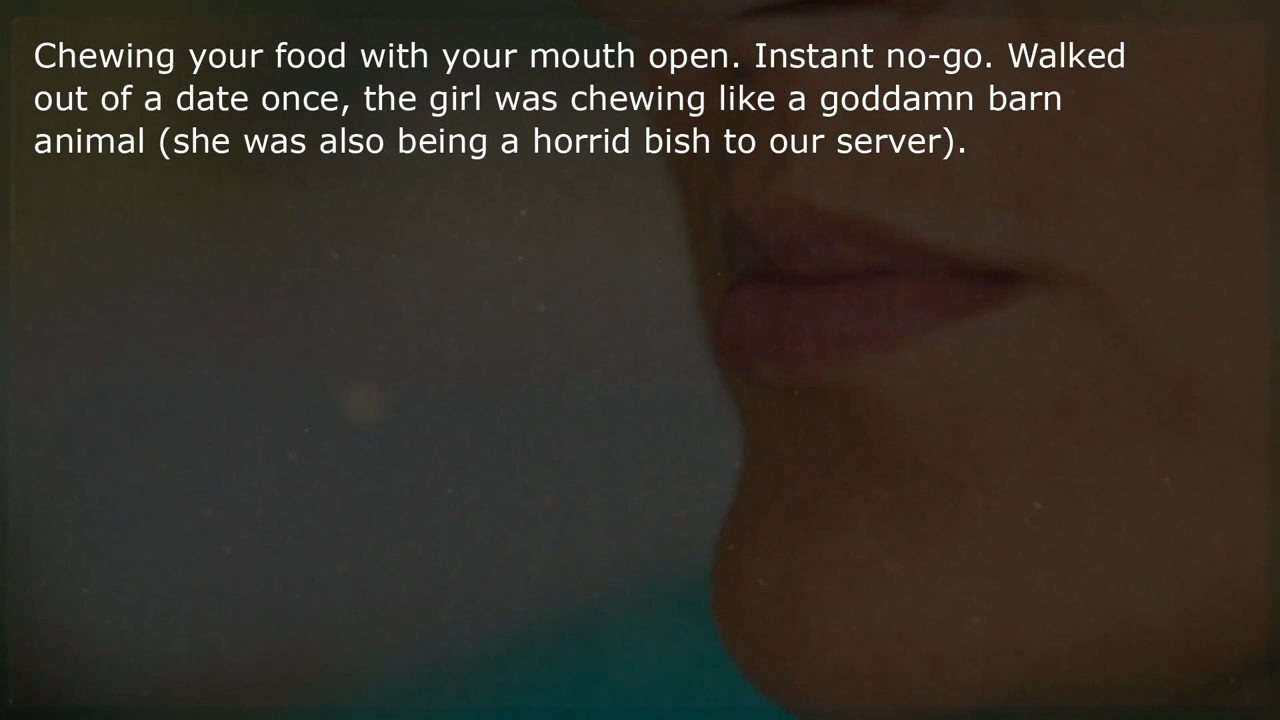 Chewing your food with your mouth open. Instant no-go. Walked
out of a date once, the girl was chewing like a goddamn barn
animal (she was also being a horrid bish to our server).